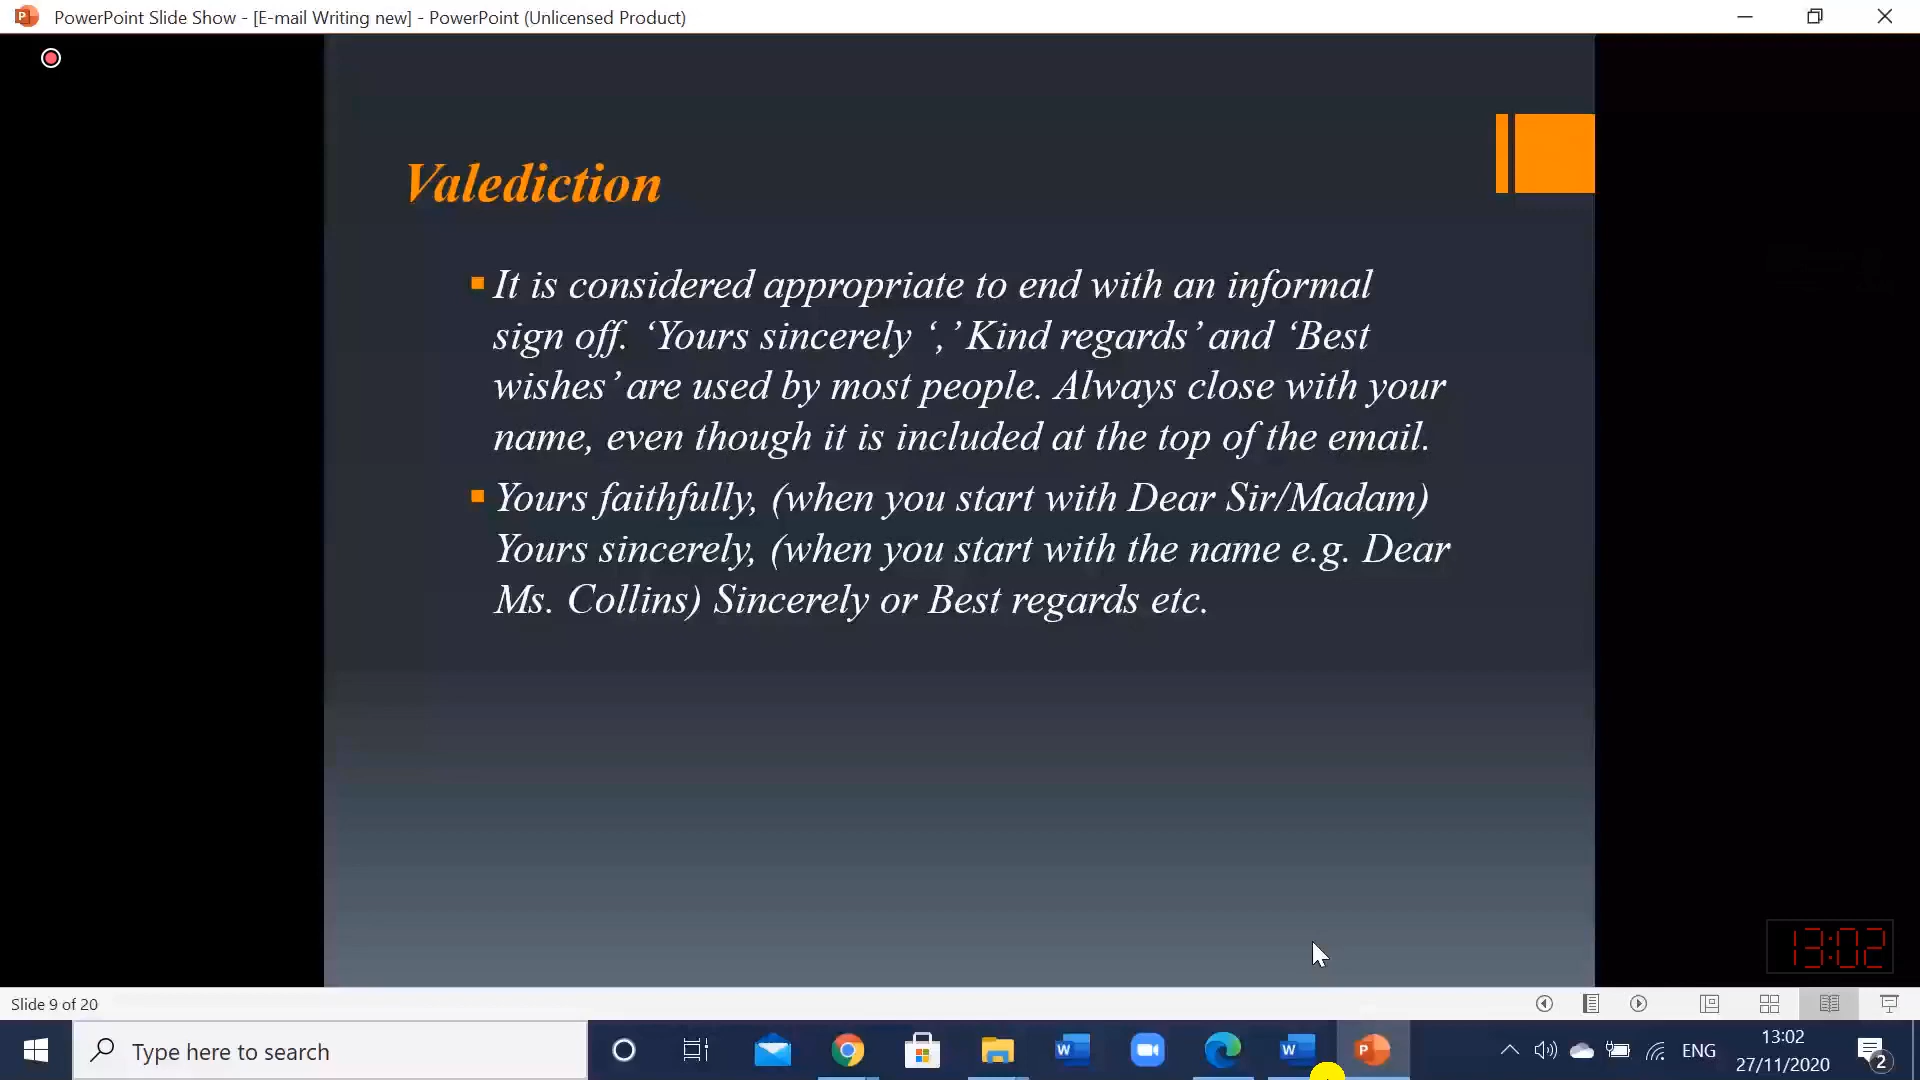 PowerPoint Slide Show - [E-mail Writing new] - PowerPoint (Unlicensed Product)
Valediction
It is considered appropriate to end with an informal
sign off. ‘Yours sincerely ‘,’ Kind regards’ and ‘Best
wishes’ are used by most people. Always close with your
name, even though it is included at the top of the email.
Yours faithfully, (when you start with Dear Sir/Madam)
Yours sincerely, (when you start with the name e.g. Dear
Ms. Collins) Sincerely or Best regards etc.
13:02
Slide 9 of 20
Type here to search
ENG
13:02
27/11/2020
2